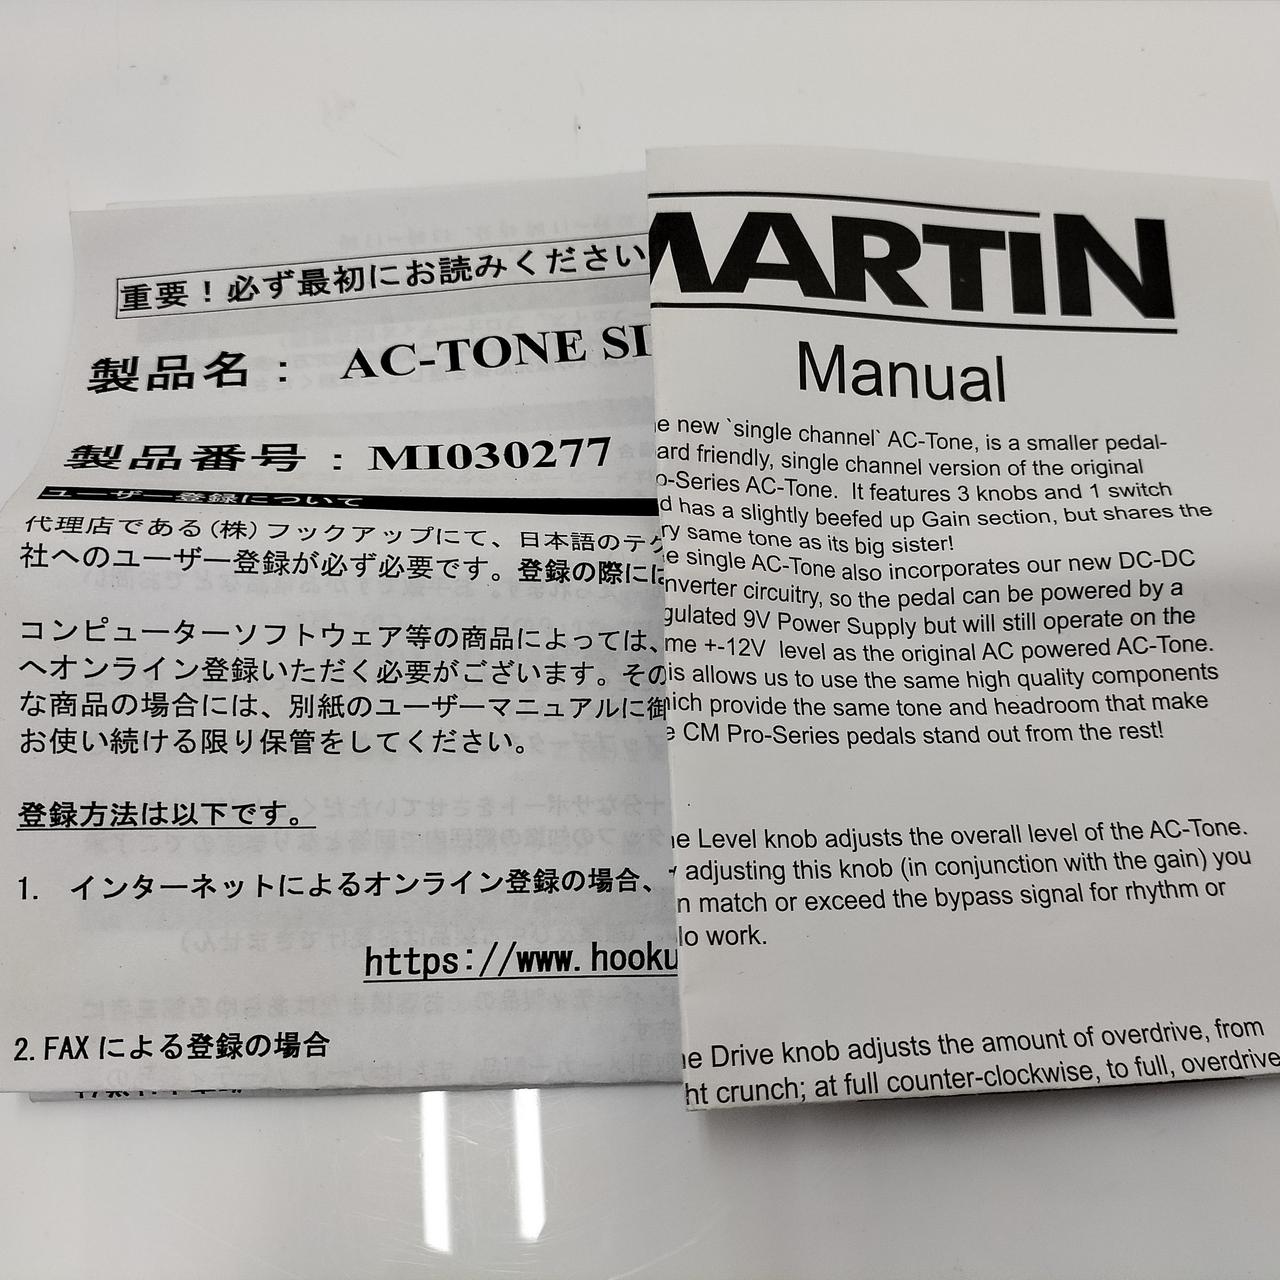 重要！必ず最初にお読みください
製品名： AC-TONE SI
製品番号：MI030277
ユーザー登録について
代理店である(株)フックアップにて、日本語のテク
社へのユーザー登録が必ず必要です。登録の際には
コンピューターソフトウェア等の商品によっては、
へオンライン登録いただく必要がございます。その
な商品の場合には、別紙のユーザーマニュアルに御
お使い続ける限り保管をしてください。
登録方法は以下です。
1. インターネットによるオンライン登録の場合、
https://www.hooku
2.FAXによる登録の場合
MARTIN
Manual
e new `single channel` AC-Tone, is a smaller pedal-
ard friendly, single channel version of the original
o-Series AC-Tone. It features 3 knobs and 1 switch
d has a slightly beefed up Gain section, but shares the
ry same tone as its big sister!
e single AC-Tone also incorporates our new DC-DC
nverter circuitry, so the pedal can be powered by a
gulated 9V Power Supply but will still operate on the
me +-12V level as the original AC powered AC-Tone.
is allows us to use the same high quality components
hich provide the same tone and headroom that make
e CM Pro-Series pedals stand out from the rest!
e Level knob adjusts the overall level of the AC-Tone.
adjusting this knob (in conjunction with the gain) you
n match or exceed the bypass signal for rhythm or
lo work.
e Drive knob adjusts the amount of overdrive, from
ht crunch; at full counter-clockwise, to full, overdrive